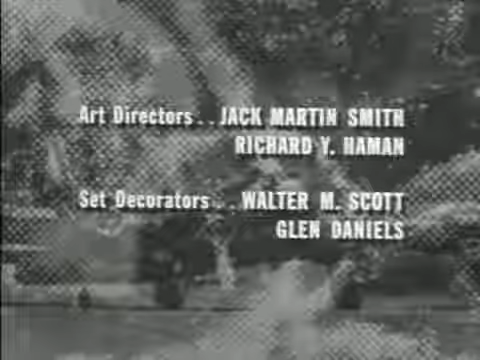 Art Directors .. JACK MARTIN SMITH
RICHARD Y. HAMAN
Set Decorators .. WALTER M. SCOTT
GLEN DANIELS